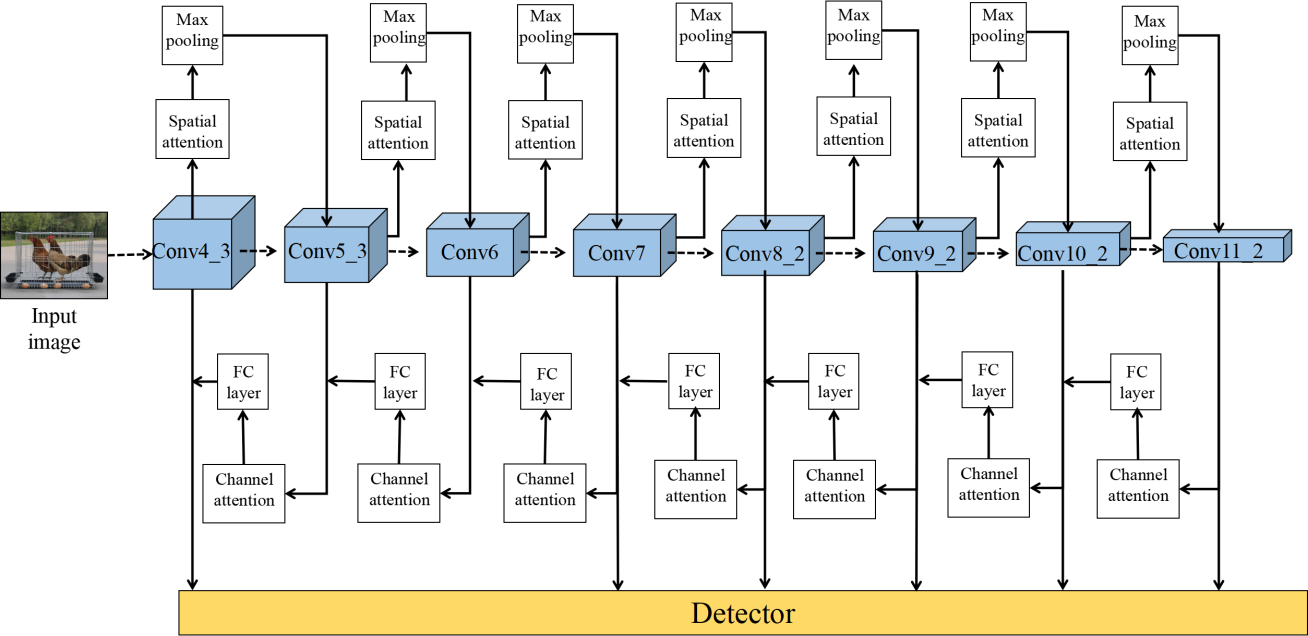 Max
pooling
Max
pooling
Max
pooling
Max
pooling
Max
pooling
Max
pooling
Max
pooling
Spatial
attention
Spatial
attention
Spatial
attention
Spatial
attention
Spatial
attention
Spatial
attention
Spatial
attention
Conv4_3
Conv5_3
Conv6
Conv7
Conv8_2
Conv9_2
Conv10_2
Conv11_2
Input
image
FC
layer
FC
layer
FC
layer
FC
layer
FC
layer
FC
layer
FC
layer
Channel
attention
Channel
attention
Channel
attention
Channel
attention
Channel
attention
Channel
attention
Channel
attention
Detector